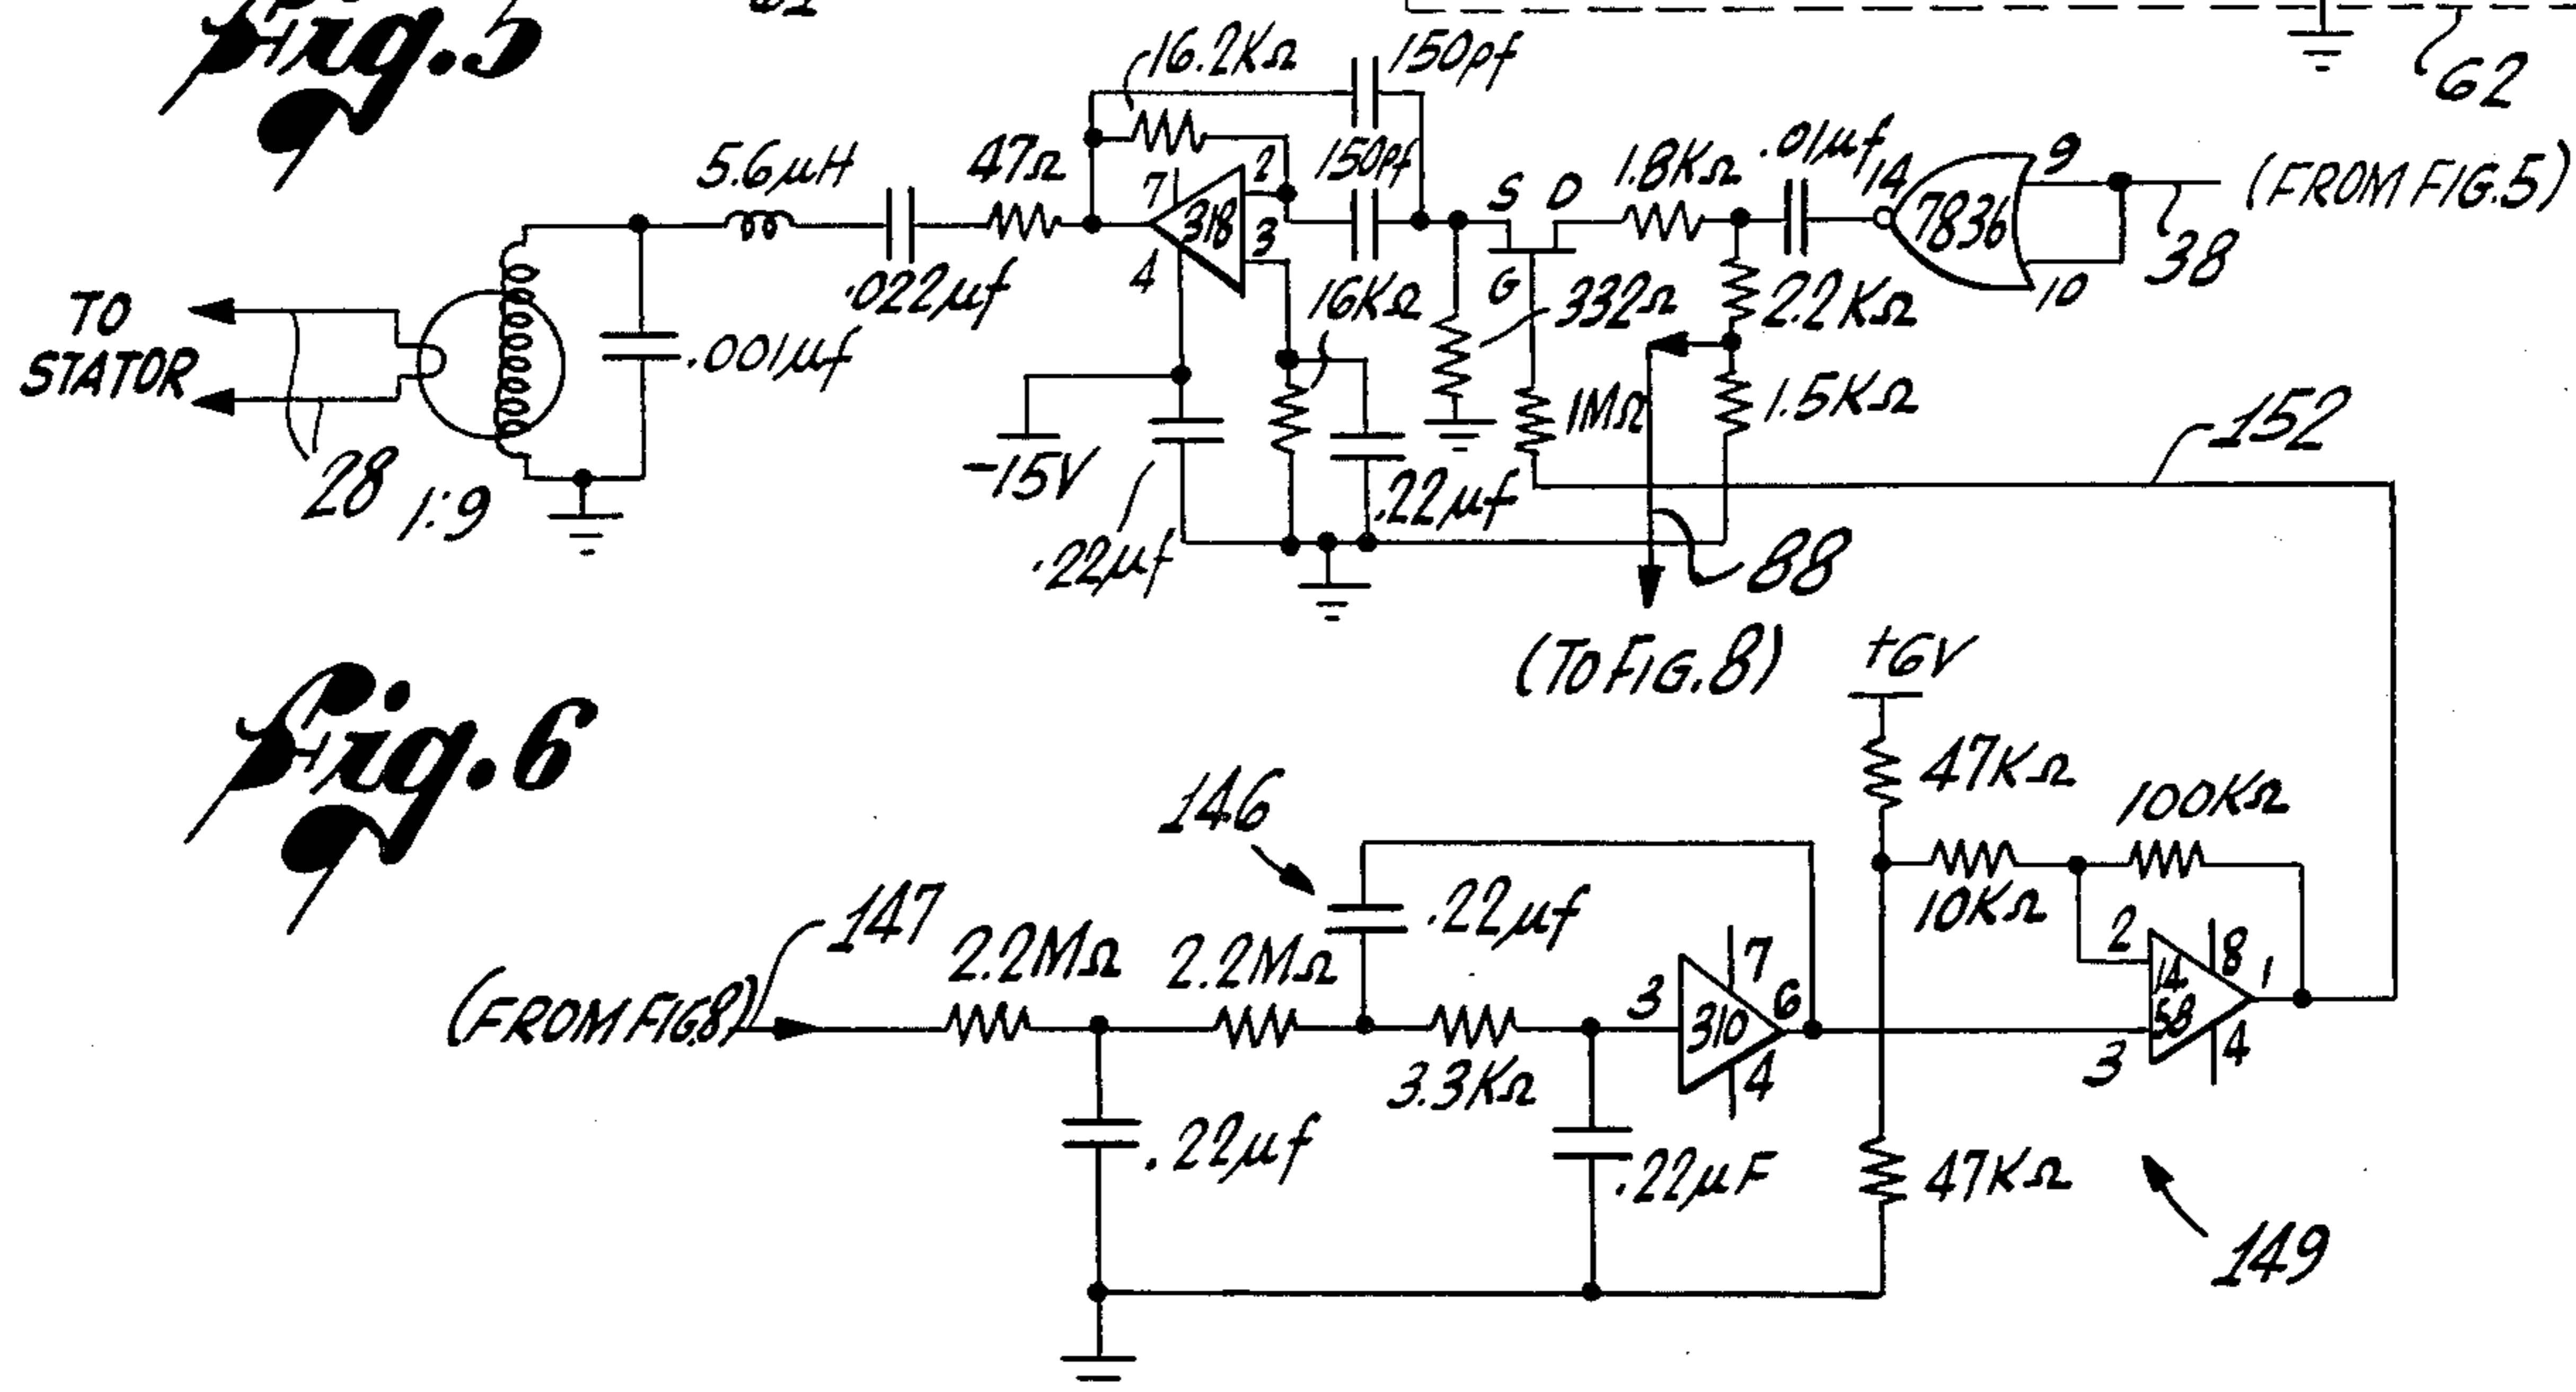 Fig.5
62
16.2KΩ
150pf
5.6μH
47Ω
7
2
150pf
S D
1.8KΩ
.01μf
14
9
(FROM FIG.5)
318
7836
4
3
G
10
38
.022μf
16KΩ
332Ω
2.2KΩ
TO
STATOR
.001μf
1MΩ
1.5KΩ
152
28
1:9
-15V
.22μf
.22μf
88
(TO FIG.8)
+6V
Fig.6
146
47KΩ
100KΩ
10KΩ
147
.22μf
2
8
1
(FROM FIG.8)
2.2MΩ
2.2MΩ
3
7
6
310
14
58
3.3KΩ
4
3
4
.22μf
.22μF
47KΩ
149